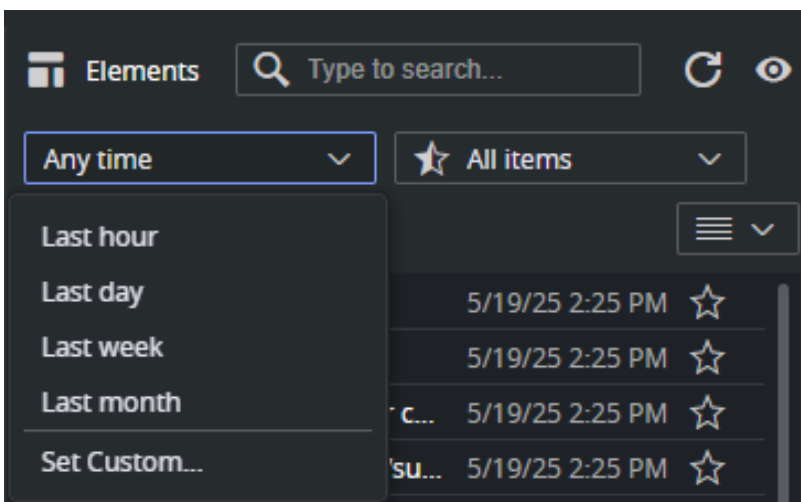 Elements Type to search...
Any time All items
Last hour
Last day
5/19/25 2:25 PM
Last week
5/19/25 2:25 PM
Last month
r c... 5/19/25 2:25 PM
Set Custom...
'su... 5/19/25 2:25 PM